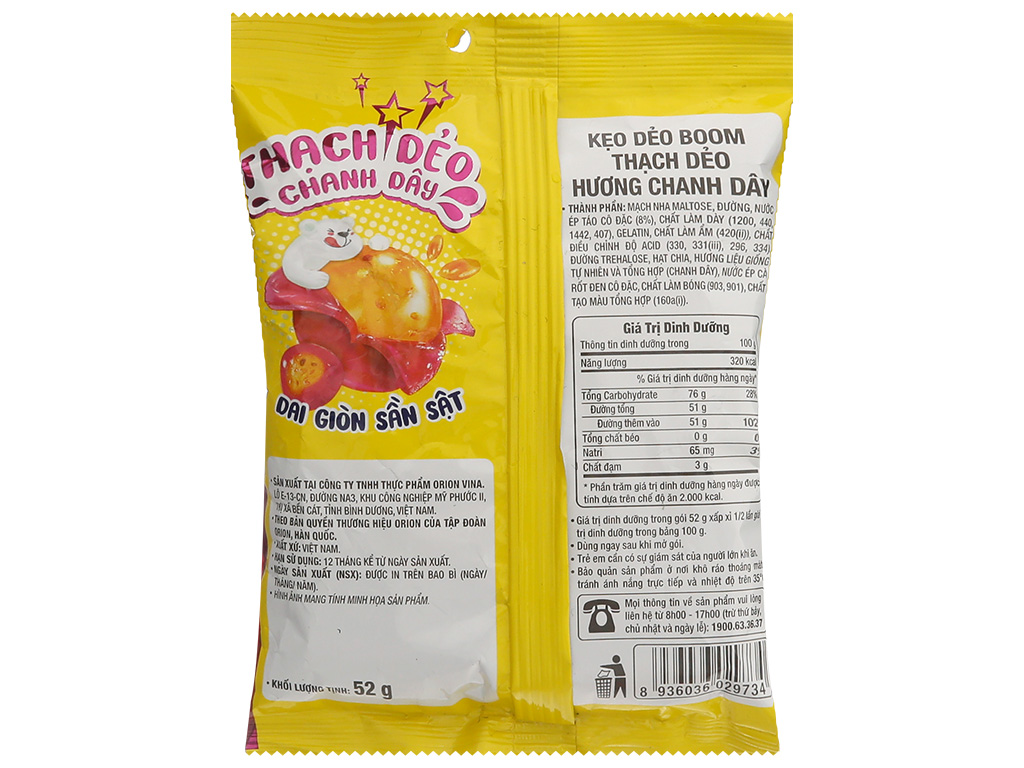 THẠCH DẺO
CHANH DÂY
DAI GIÒN SẦN SẬT
• SẢN XUẤT TẠI CÔNG TY TNHH THỰC PHẨM ORION VINA.
LÔ E-13-CN, ĐƯỜNG NA3, KHU CÔNG NGHIỆP MỸ PHƯỚC II,
THỊ XÃ BẾN CÁT, TỈNH BÌNH DƯƠNG, VIỆT NAM.
• THEO BẢN QUYỀN THƯƠNG HIỆU ORION CỦA TẬP ĐOÀN
ORION, HÀN QUỐC.
• XUẤT XỨ: VIỆT NAM.
• HẠN SỬ DỤNG: 12 THÁNG KỂ TỪ NGÀY SẢN XUẤT.
• NGÀY SẢN XUẤT (NSX): ĐƯỢC IN TRÊN BAO BÌ (NGÀY/
THÁNG/ NĂM).
• HÌNH ẢNH MANG TÍNH MINH HỌA SẢN PHẨM.
• KHỐI LƯỢNG TỊNH: 52 g
KẸO DẺO BOOM
THẠCH DẺO
HƯƠNG CHANH DÂY
• THÀNH PHẦN: MẠCH NHA MALTOSE, ĐƯỜNG, NƯỚC
ÉP TÁO CÔ ĐẶC (8%), CHẤT LÀM DÀY (1200, 440,
1442, 407), GELATIN, CHẤT LÀM ẨM (420(i)), CHẤT
ĐIỀU CHỈNH ĐỘ ACID (330, 331(iii), 296, 334),
ĐƯỜNG TREHALOSE, HẠT CHIA, HƯƠNG LIỆU GIỐNG
TỰ NHIÊN VÀ TỔNG HỢP (CHANH DÂY), NƯỚC ÉP CÀ
RỐT ĐEN CÔ ĐẶC, CHẤT LÀM BÓNG (903, 901), CHẤT
TẠO MÀU TỔNG HỢP (160a(i)).
Giá Trị Dinh Dưỡng
Thông tin dinh dưỡng trong 100 g
Năng lượng 320 kcal
% Giá trị dinh dưỡng hàng ngày*
Tổng Carbohydrate 76 g 28%
Đường tổng 51 g
Đường thêm vào 51 g 102
Tổng chất béo 0 g 0
Natri 65 mg 3%
Chất đạm 3 g
* Phần trăm giá trị dinh dưỡng hàng ngày được
tính dựa trên chế độ ăn 2.000 kcal.
• Giá trị dinh dưỡng trong gói 52 g xấp xỉ 1/2 lần giá
trị dinh dưỡng trong bảng 100 g.
• Dùng ngay sau khi mở gói.
• Trẻ em cần có sự giám sát của người lớn khi ăn.
• Bảo quản sản phẩm ở nơi khô ráo thoáng mát
tránh ánh nắng trực tiếp và nhiệt độ trên 35°
Mọi thông tin về sản phẩm vui lòng
liên hệ từ 8h00 - 17h00 (trừ thứ bảy,
chủ nhật và ngày lễ): 1900.63.36.37
8 936036 029734